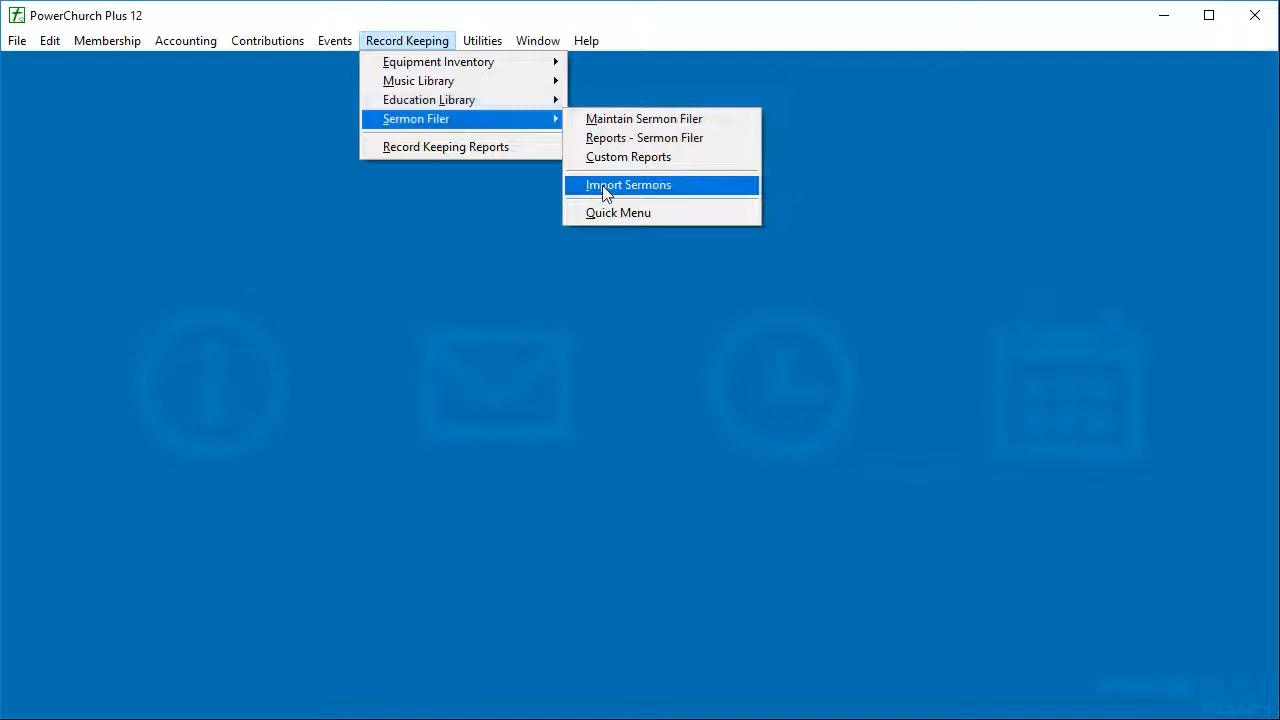 PowerChurch Plus 12
File Edit Membership Accounting Contributions Events Record Keeping Utilities Window Help
Equipment Inventory
Music Library
Education Library
Sermon Filer
Record Keeping Reports
Maintain Sermon Filer
Reports - Sermon Filer
Custom Reports
Import Sermons
Quick Menu